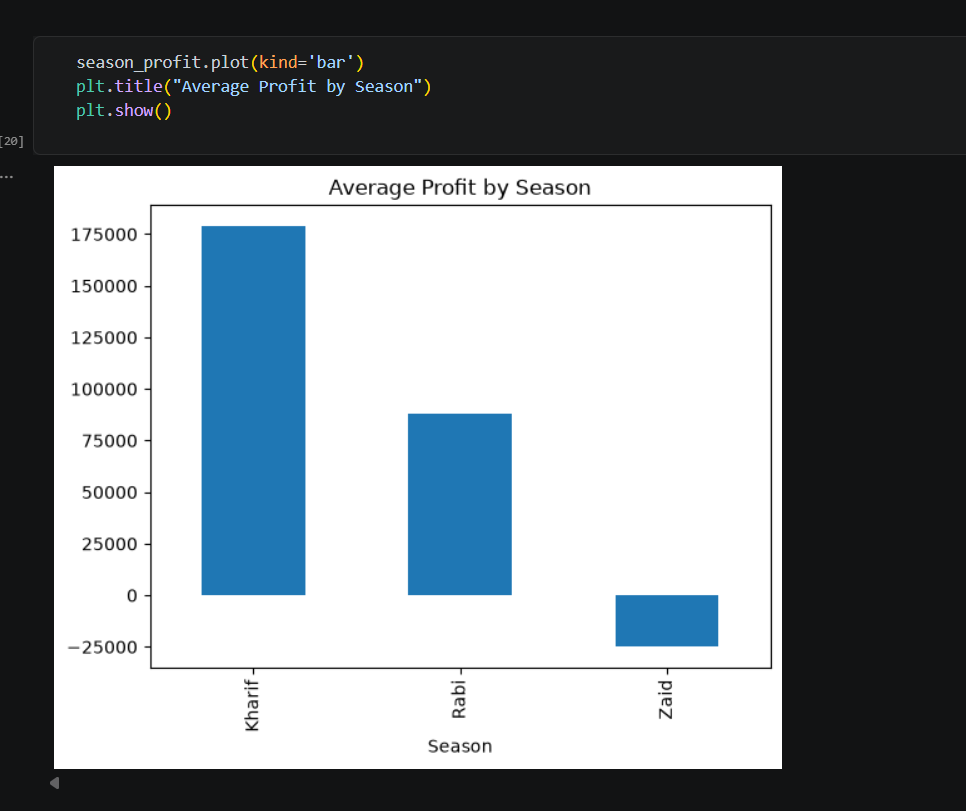 season_profit.plot(kind='bar')
plt.title("Average Profit by Season")
plt.show()
[20]
...
Average Profit by Season
175000
150000
125000
100000
75000
50000
25000
0
−25000
Kharif
Rabi
Zaid
Season